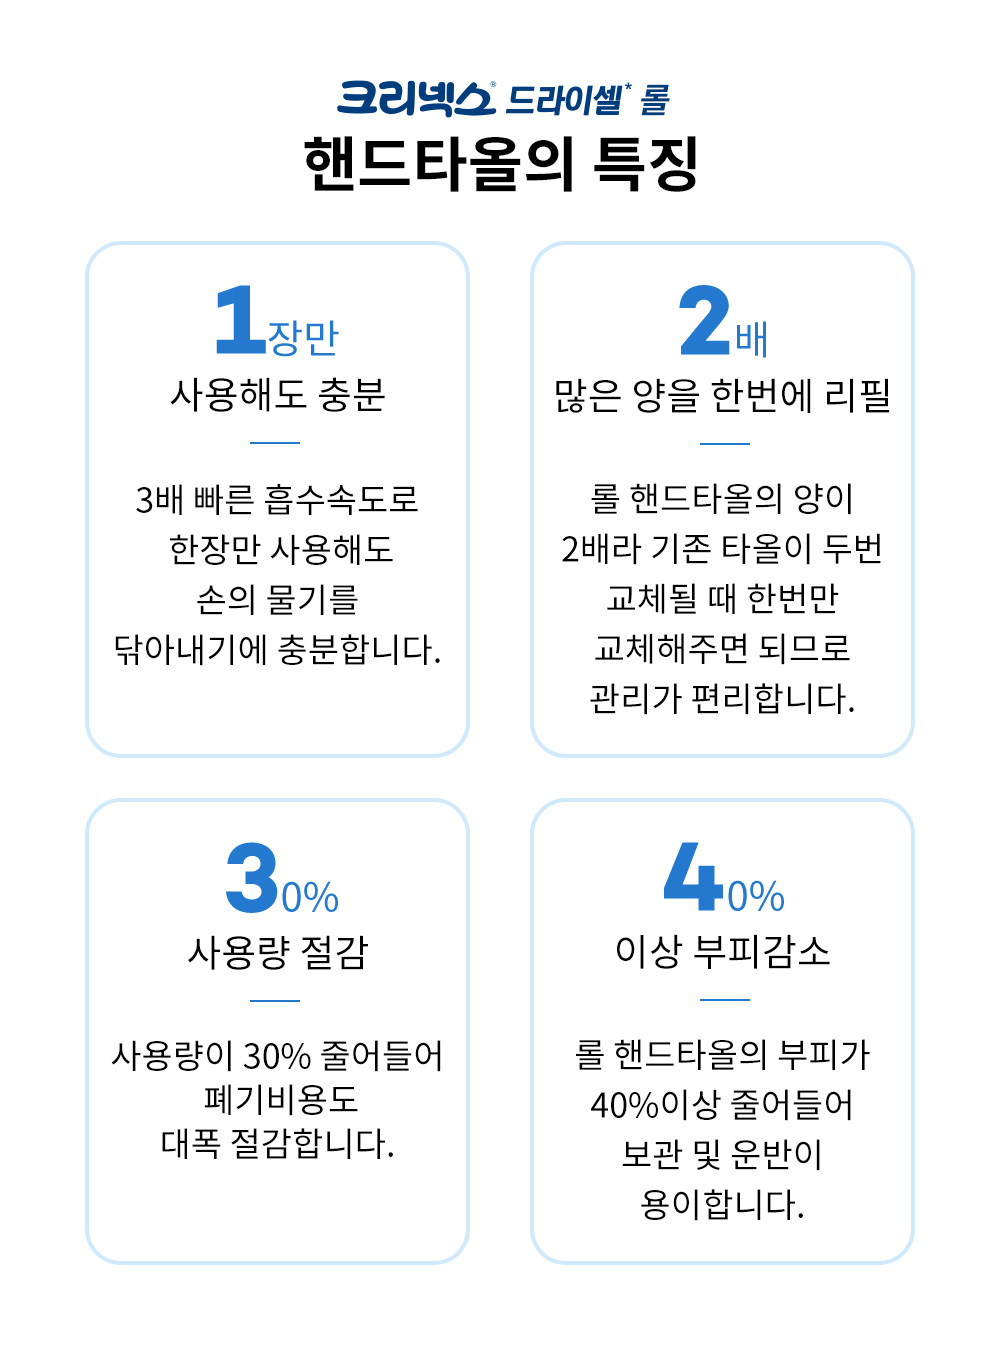 크리넥스® 드라이셀* 롤
핸드타올의 특징
1장만
사용해도 충분
3배 빠른 흡수속도로
한장만 사용해도
손의 물기를
닦아내기에 충분합니다.
2배
많은 양을 한번에 리필
롤 핸드타올의 양이
2배라 기존 타올이 두번
교체될 때 한번만
교체해주면 되므로
관리가 편리합니다.
30%
사용량 절감
사용량이 30% 줄어들어
폐기비용도
대폭 절감합니다.
40%
이상 부피감소
롤 핸드타올의 부피가
40%이상 줄어들어
보관 및 운반이
용이합니다.